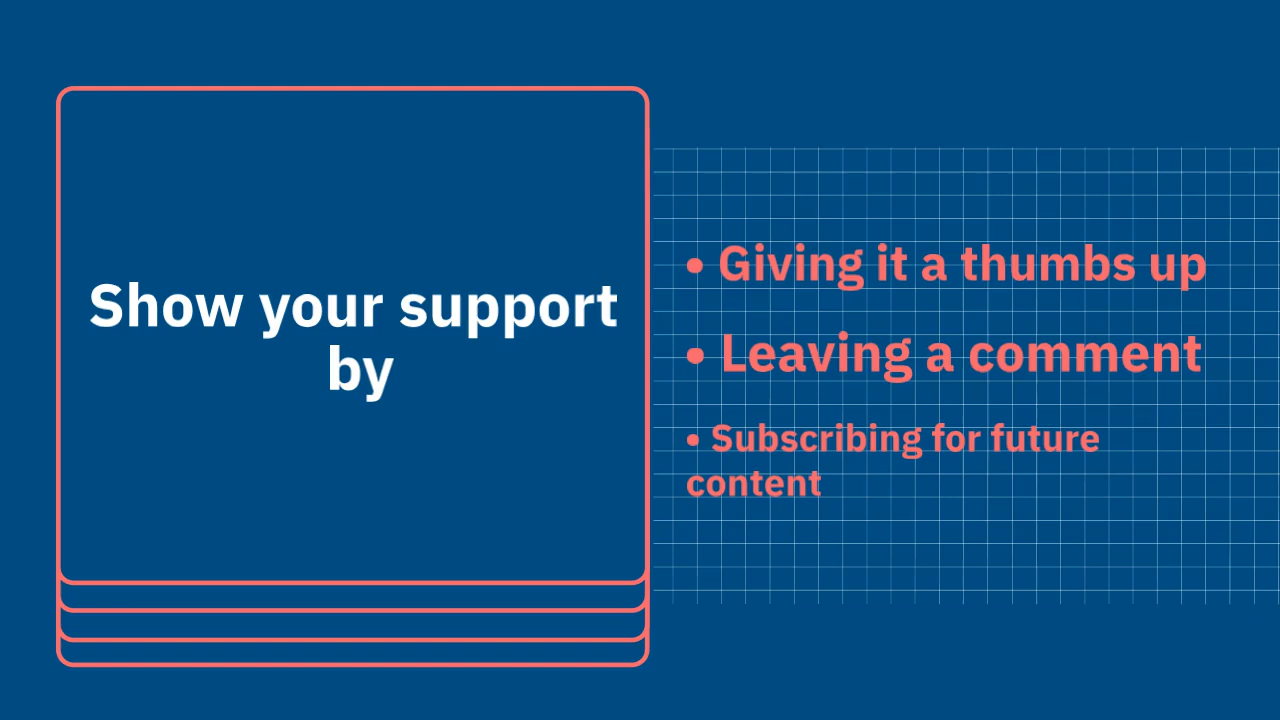 Show your support
by
• Giving it a thumbs up
• Leaving a comment
• Subscribing for future
content